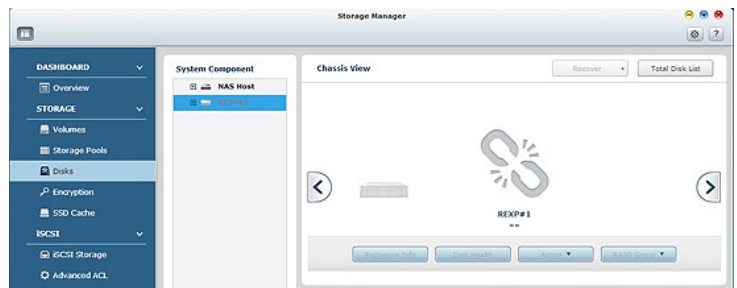 Storage Manager
?
DASHBOARD
Overview
STORAGE
Volumes
Storage Pools
Disks
Encryption
SSD Cache
iSCSI
iSCSI Storage
Advanced ACL
System Component
NAS Host
Chassis View
Recover
Total Disk List
REXP#1
--
Enclosure Info
Disk Health
Action
RAID Group